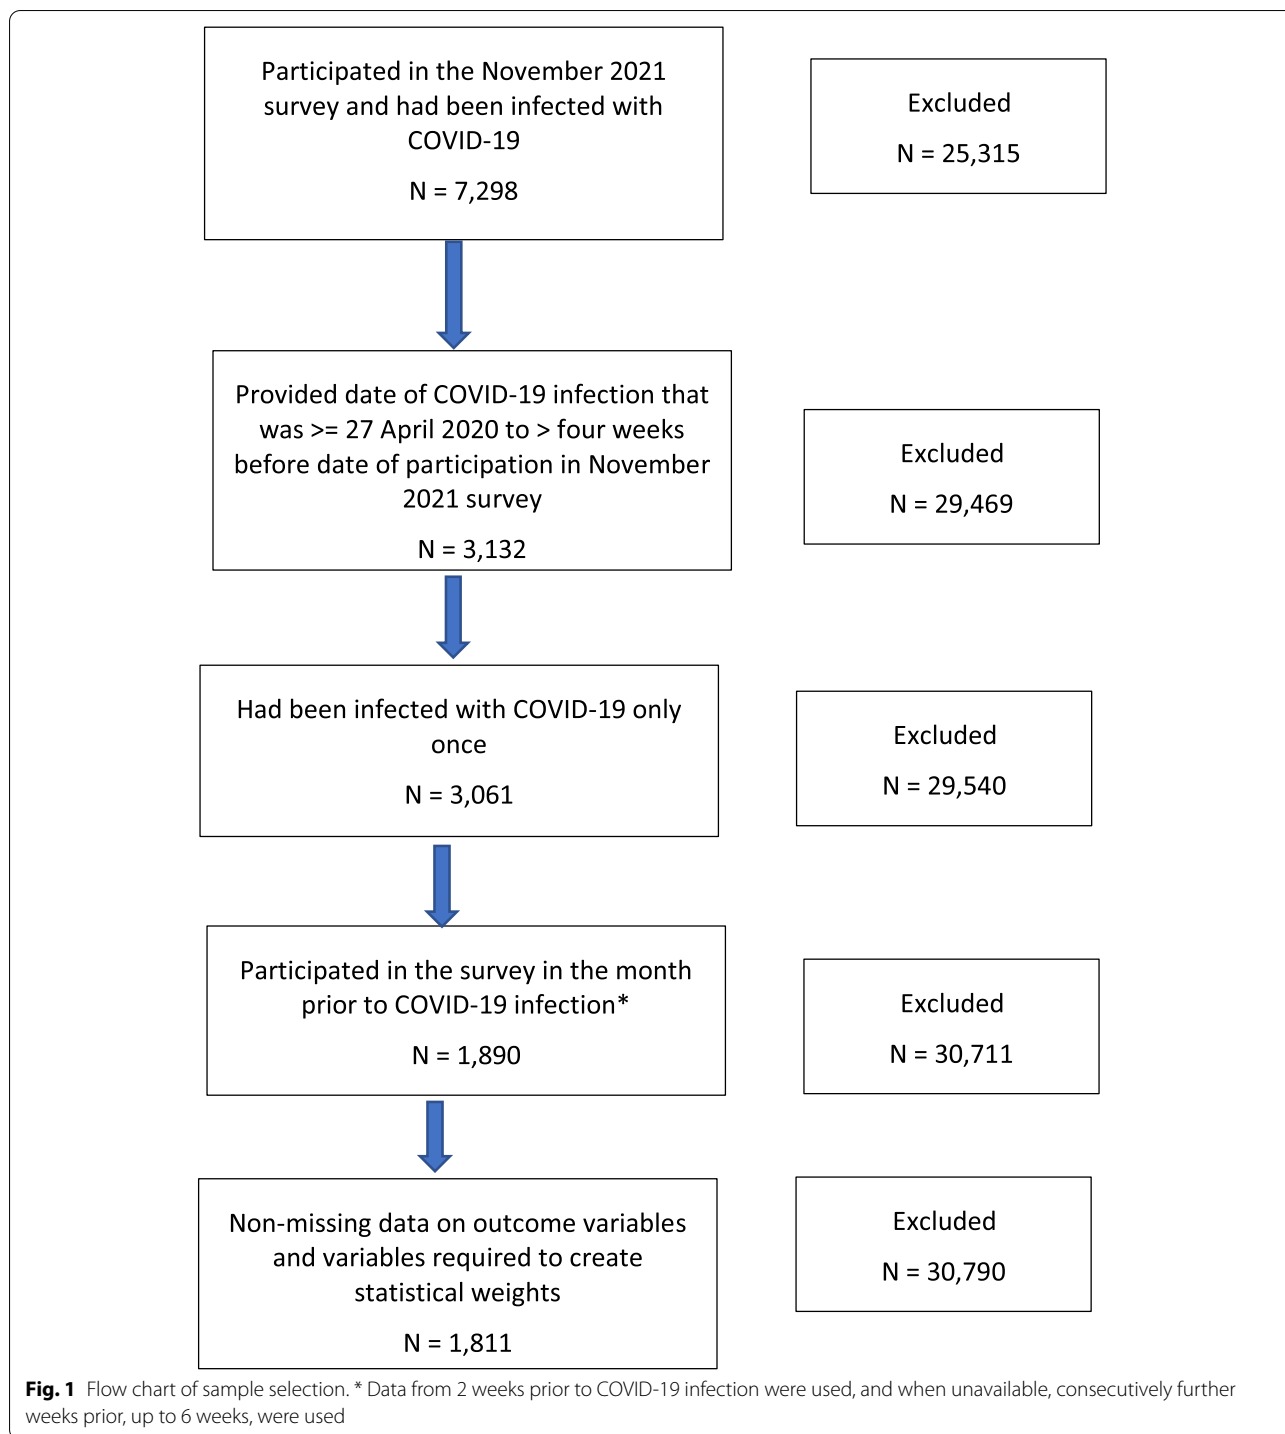 Participated in the November 2021
survey and had been infected with
COVID-19
N = 7,298
Excluded
N = 25,315
Provided date of COVID-19 infection that
was >= 27 April 2020 to > four weeks
before date of participation in November
2021 survey
N = 3,132
Excluded
N = 29,469
Had been infected with COVID-19 only
once
N = 3,061
Excluded
N = 29,540
Participated in the survey in the month
prior to COVID-19 infection*
N = 1,890
Excluded
N = 30,711
Non-missing data on outcome variables
and variables required to create
statistical weights
N = 1,811
Excluded
N = 30,790
Fig. 1 Flow chart of sample selection. * Data from 2 weeks prior to COVID-19 infection were used, and when unavailable, consecutively further
weeks prior, up to 6 weeks, were used